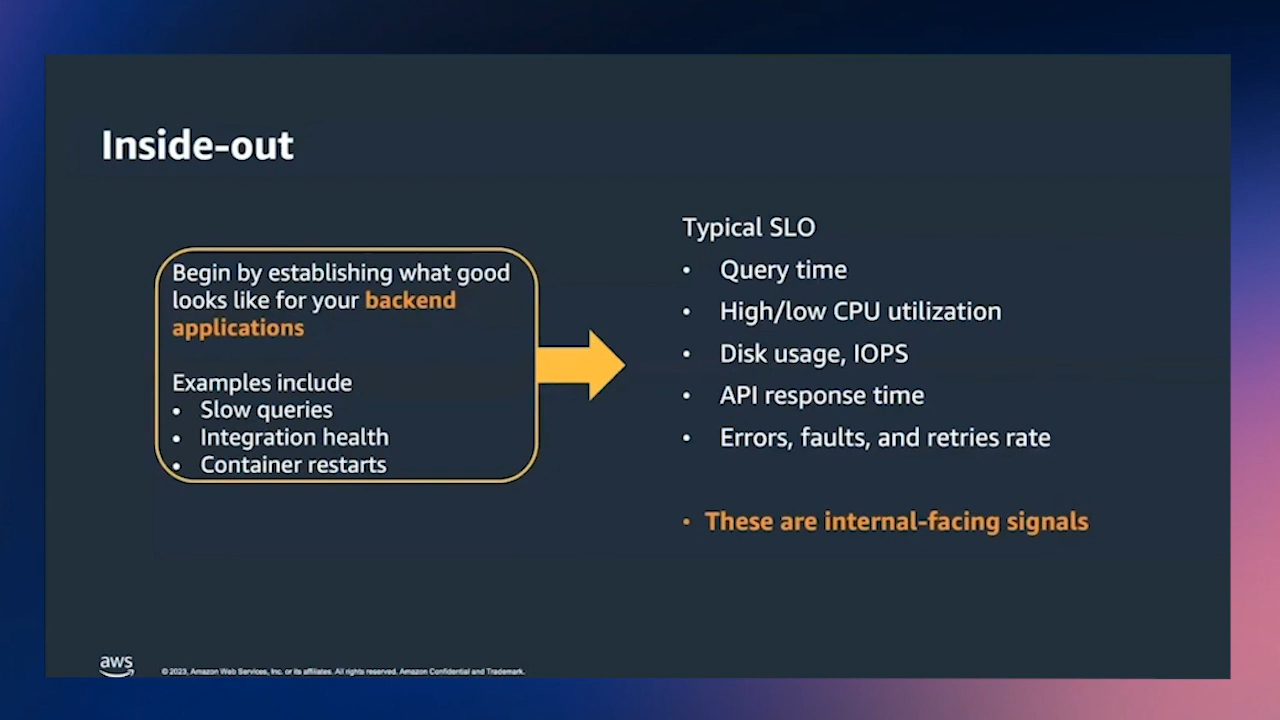 Inside-out
Begin by establishing what good
looks like for your backend
applications
Examples include
• Slow queries
• Integration health
• Container restarts
Typical SLO
• Query time
• High/low CPU utilization
• Disk usage, IOPS
• API response time
• Errors, faults, and retries rate
• These are internal-facing signals
aws
© 2023, Amazon Web Services, Inc. or its affiliates. All rights reserved. Amazon Confidential and Trademark.